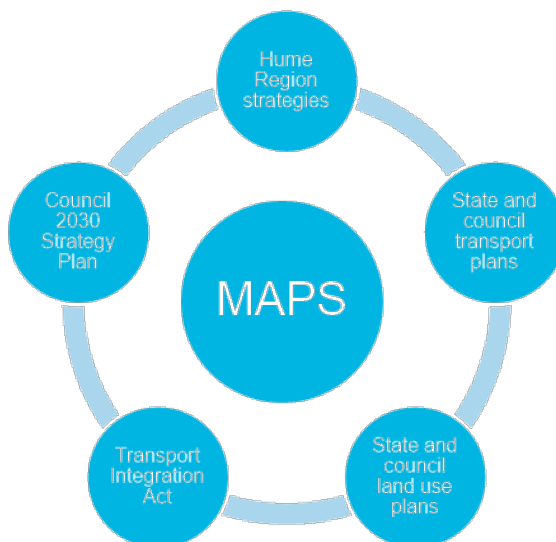 Hume
Region
strategies
State and
council
transport
plans
MAPS
Council
2030
Strategy
Plan
State and
council
land use
plans
Transport
Integration
Act